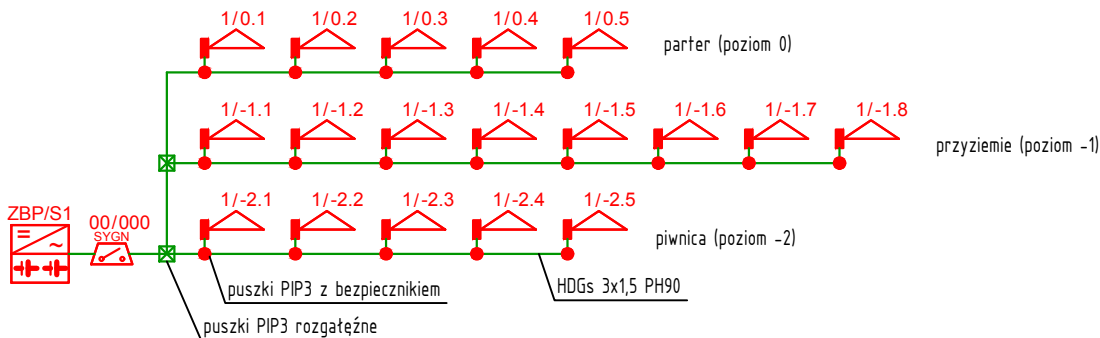 1/0.1 1/0.2 1/0.3 1/0.4 1/0.5
parter (poziom 0)
1/-1.1 1/-1.2 1/-1.3 1/-1.4 1/-1.5 1/-1.6 1/-1.7 1/-1.8
przyziemie (poziom -1)
1/-2.1 1/-2.2 1/-2.3 1/-2.4 1/-2.5
piwnica (poziom -2)
ZBP/S1
00/000
SYGN
puszki PIP3 z bezpiecznikiem
HDGs 3x1,5 PH90
puszki PIP3 rozgałęźne